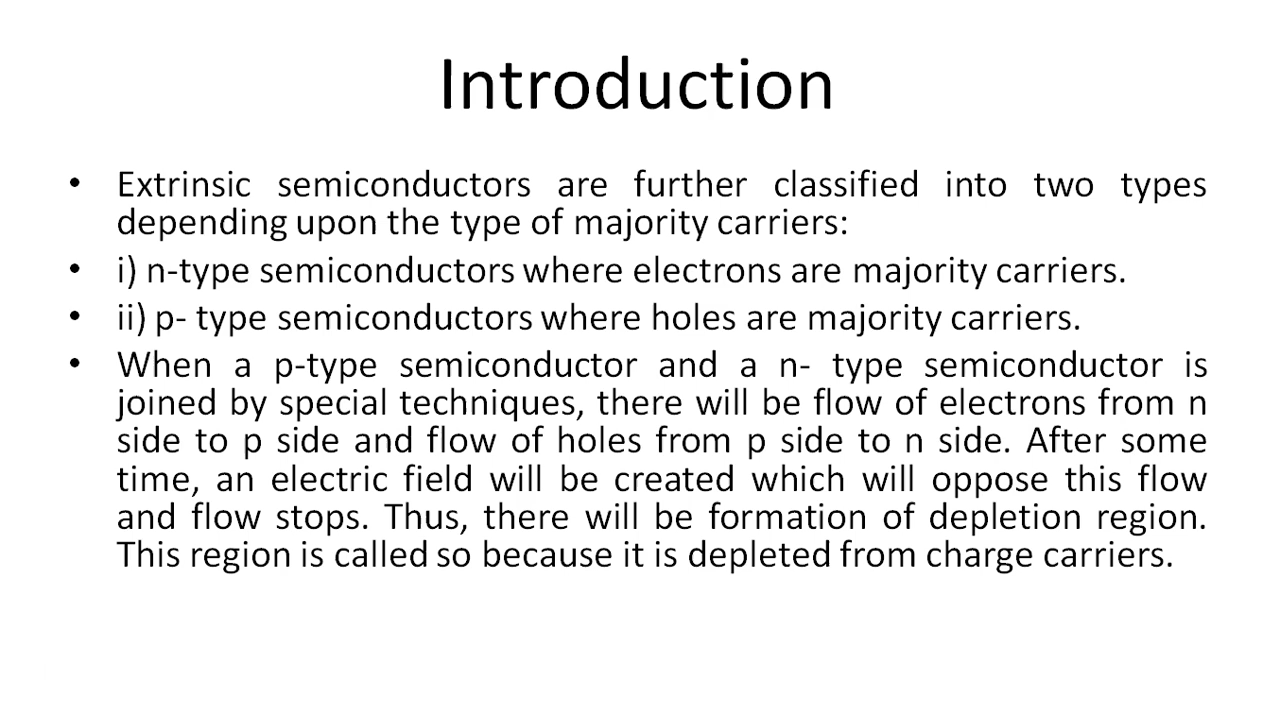 Introduction
• Extrinsic semiconductors are further classified into two types
depending upon the type of majority carriers:
• i) n-type semiconductors where electrons are majority carriers.
• ii) p- type semiconductors where holes are majority carriers.
• When a p-type semiconductor and a n- type semiconductor is
joined by special techniques, there will be flow of electrons from n
side to p side and flow of holes from p side to n side. After some
time, an electric field will be created which will oppose this flow
and flow stops. Thus, there will be formation of depletion region.
This region is called so because it is depleted from charge carriers.